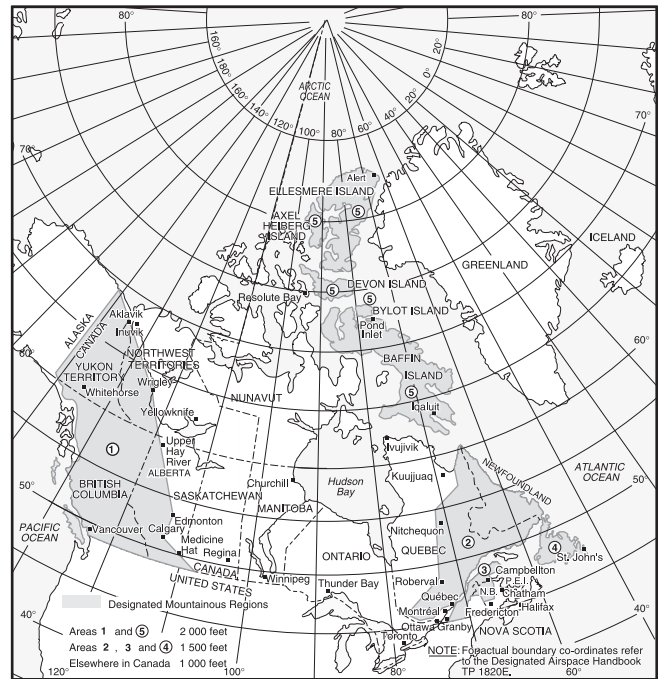 80°
80°
160°
180°
180°
160°
140°
120°
100°
80°
60°
40°
20°
0°
20°
ARCTIC
OCEAN
70°
70°
Alert
ELLESMERE ISLAND
5
5
AXEL
HEIBERG
ISLAND
ICELAND
GREENLAND
5
DEVON ISLAND
Resolute Bay
5
BYLOT ISLAND
Pond
Inlet
ALASKA
CANADA
Aklavik
Inuvik
60°
60°
BAFFIN
ISLAND
5
Iqaluit
NORTHWEST
TERRITORIES
YUKON
TERRITORY
Wrigley
Whitehorse
NUNAVUT
Yellowknife
Ivujivik
1
Upper
Hay
River
ALBERTA
Kuujjuaq
NEWFOUNDLAND
ATLANTIC
OCEAN
50°
50°
BRITISH
COLUMBIA
SASKATCHEWAN
Churchill
Hudson
Bay
MANITOBA
PACIFIC
OCEAN
Vancouver
Edmonton
Calgary
Medicine
Hat
Regina
Nitchequon
QUEBEC
2
4
St. John's
ONTARIO
CANADA
UNITED STATES
Winnipeg
Thunder Bay
Roberval
3
Campbellton
P.E.I.
N.B.
Chatham
Québec
Halifax
Fredericton
Montréal
Ottawa
Granby
NOVA SCOTIA
Toronto
40°
40°
Designated Mountainous Regions
Areas 1 and 5 2 000 feet
Areas 2 , 3 and 4 1 500 feet
Elsewhere in Canada 1 000 feet
NOTE: For actual boundary co-ordinates refer
to the Designated Airspace Handbook
TP 1820E.
120°
100°
80°
60°